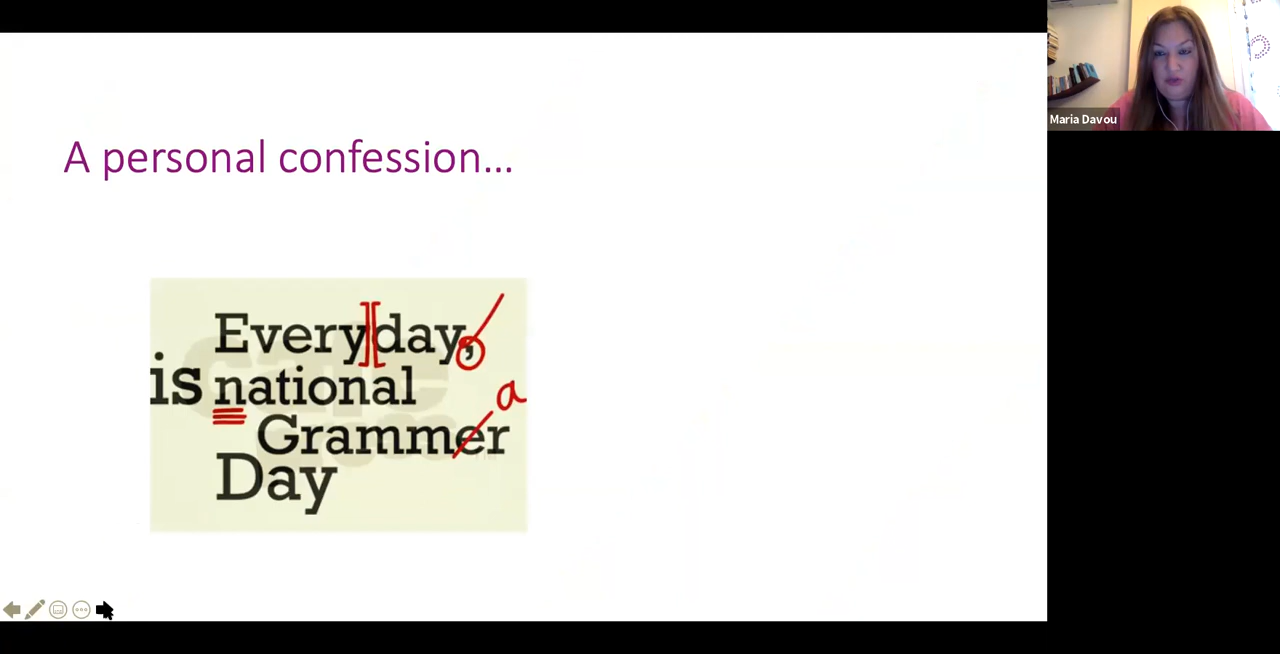 A personal confession...
Maria Davou
Everyday,
is national
a
Grammer
Day